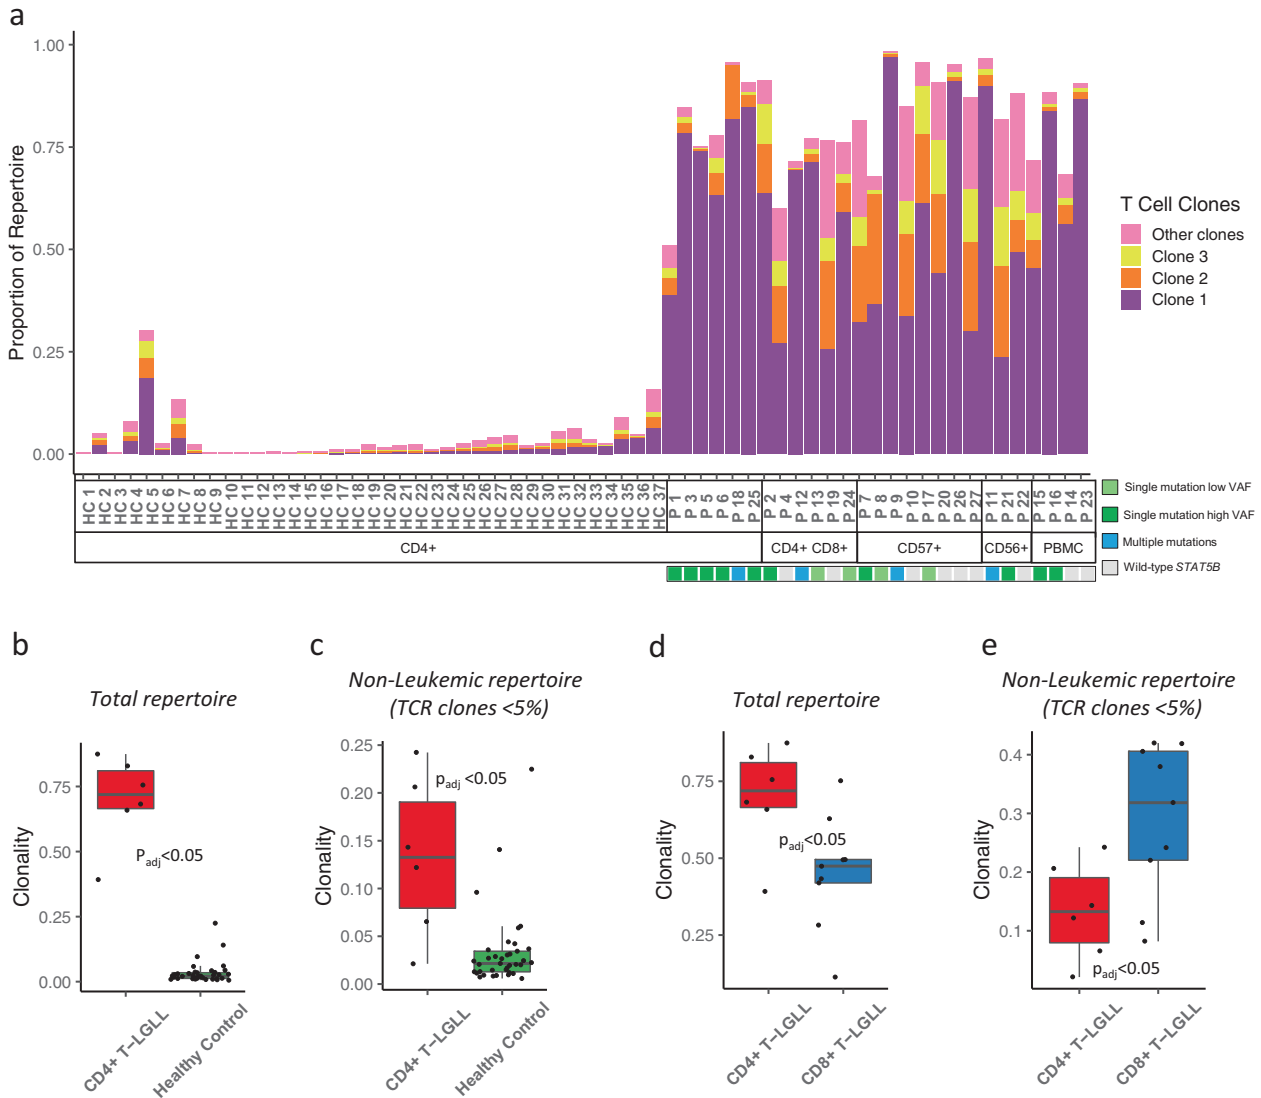 a
1.00
0.75
0.50
0.25
0.00
Proportion of Repertoire
T Cell Clones
Other clones
Clone 3
Clone 2
Clone 1
HC 1
HC 2
HC 3
HC 4
HC 5
HC 6
HC 7
HC 8
HC 9
HC 10
HC 11
HC 12
HC 13
HC 14
HC 15
HC 16
HC 17
HC 18
HC 19
HC 20
HC 21
HC 22
HC 23
HC 24
HC 25
HC 26
HC 27
HC 28
HC 29
HC 30
HC 31
HC 32
HC 33
HC 34
HC 35
HC 36
HC 37
P 1
P 3
P 5
P 6
P 18
P 25
P 2
P 4
P 12
P 13
P 19
P 24
P 7
P 8
P 9
P 10
P 17
P 20
P 26
P 27
P 11
P 21
P 22
P 15
P 16
P 14
P 23
CD4+
CD4+ CD8+
CD57+
CD56+
PBMC
Single mutation low VAF
Single mutation high VAF
Multiple mutations
Wild-type STAT5B
b
Total repertoire
Clonality
0.75
0.50
0.25
0.00
Padj<0.05
CD4+ T−LGLL
Healthy Control
c
Non-Leukemic repertoire
(TCR clones <5%)
Clonality
0.25
0.20
0.15
0.10
0.05
0.00
padj <0.05
CD4+ T−LGLL
Healthy Control
d
Total repertoire
Clonality
0.75
0.50
0.25
padj<0.05
CD4+ T−LGLL
CD8+ T−LGLL
e
Non-Leukemic repertoire
(TCR clones <5%)
Clonality
0.4
0.3
0.2
0.1
padj<0.05
CD4+ T−LGLL
CD8+ T−LGLL